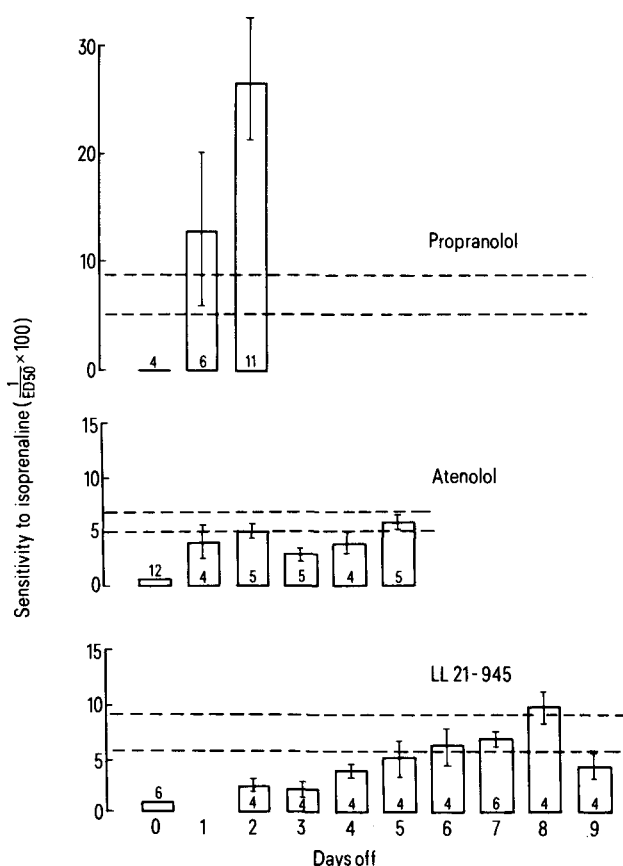 Sensitivity to isoprenaline (1/ED50 × 100)
30
20
10
0
Propranolol
4 6 11
15
10
5
0
Atenolol
12 4 5 5 4 5
LL 21-945
15
10
5
0
6 4 4 4 4 4 6 4 4
0 1 2 3 4 5 6 7 8 9
Days off